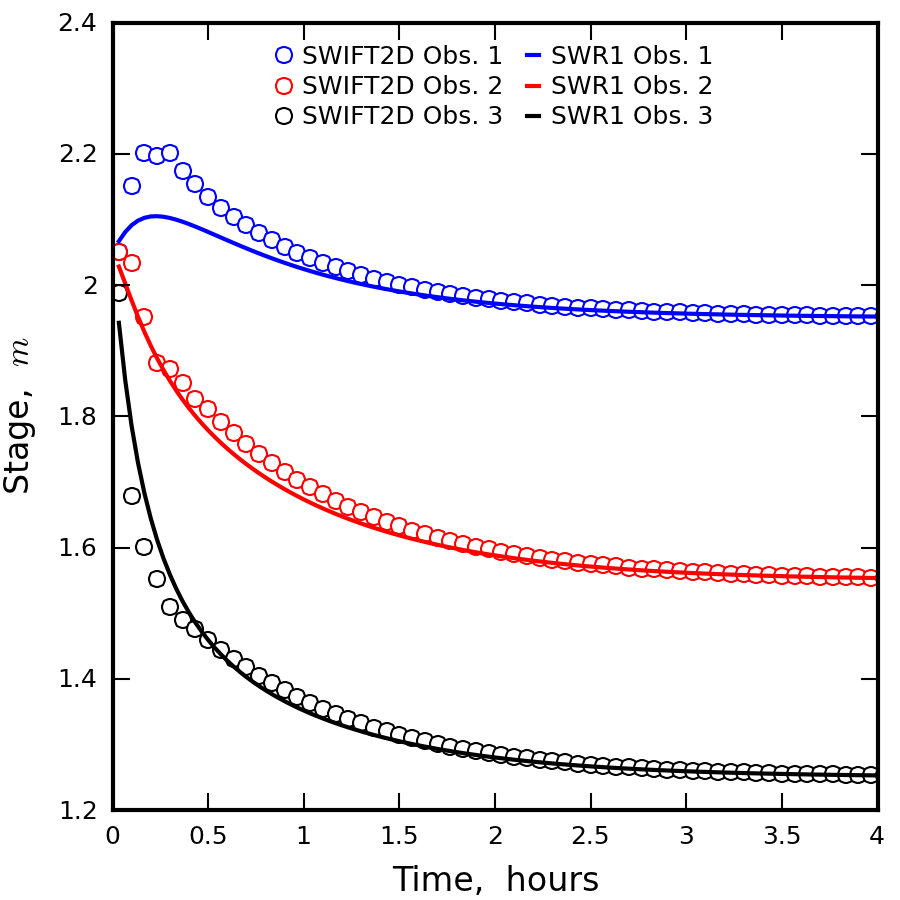 2.4
SWIFT2D Obs. 1 SWR1 Obs. 1
SWIFT2D Obs. 2 SWR1 Obs. 2
SWIFT2D Obs. 3 SWR1 Obs. 3
2.2
2
1.8
1.6
1.4
1.2
Stage, m
0 0.5 1 1.5 2 2.5 3 3.5 4
Time, hours